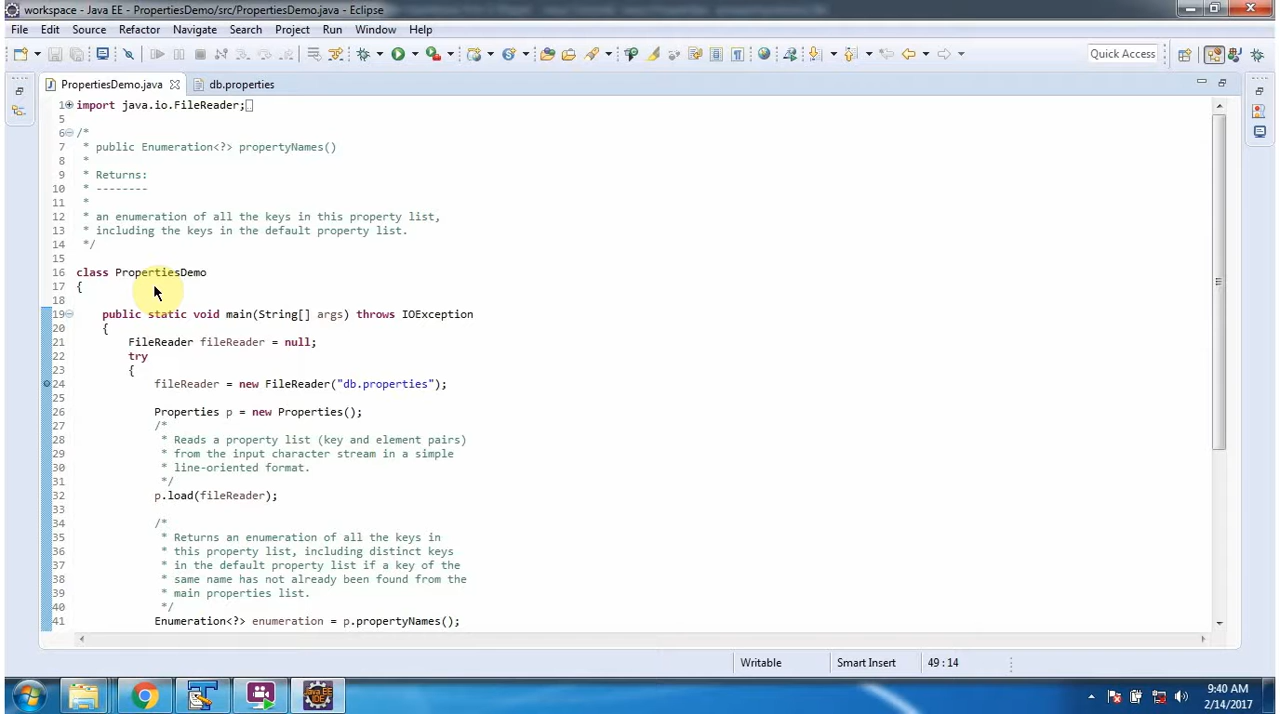 workspace - Java EE - PropertiesDemo/src/PropertiesDemo.java - Eclipse
File Edit Source Refactor Navigate Search Project Run Window Help
Quick Access
PropertiesDemo.java db.properties
1 import java.io.FileReader;
5
6 /*
7 * public Enumeration<?> propertyNames()
8 *
9 * Returns:
10 * --------
11 *
12 * an enumeration of all the keys in this property list,
13 * including the keys in the default property list.
14 */
15
16 class PropertiesDemo
17 {
18
19 public static void main(String[] args) throws IOException
20 {
21 FileReader fileReader = null;
22 try
23 {
24 fileReader = new FileReader("db.properties");
25
26 Properties p = new Properties();
27 /*
28 * Reads a property list (key and element pairs)
29 * from the input character stream in a simple
30 * line-oriented format.
31 */
32 p.load(fileReader);
33
34 /*
35 * Returns an enumeration of all the keys in
36 * this property list, including distinct keys
37 * in the default property list if a key of the
38 * same name has not already been found from the
39 * main properties list.
40 */
41 Enumeration<?> enumeration = p.propertyNames();
Writable Smart Insert 49 : 14
Java EE
IDE
9:40 AM
2/14/2017